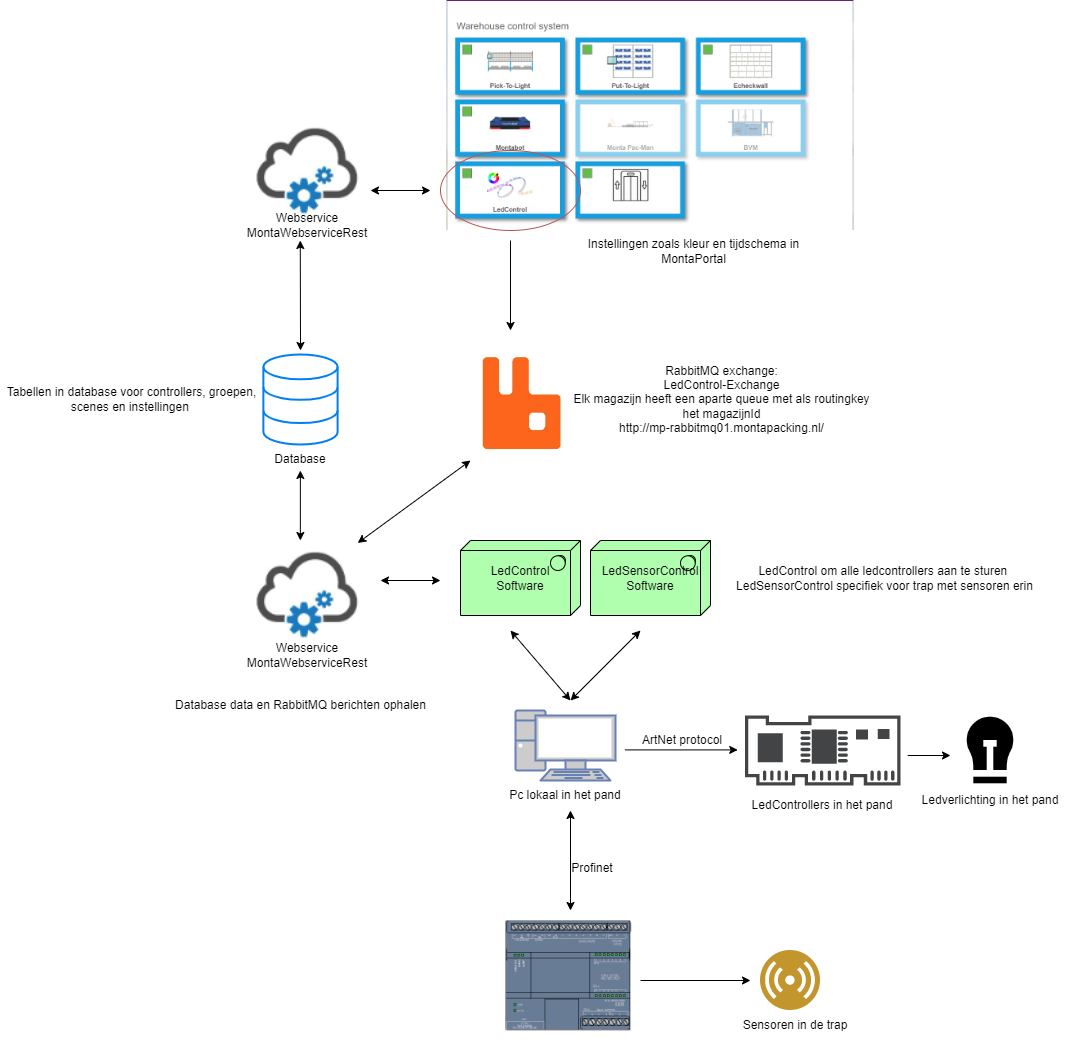 Warehouse control system
Pick-To-Light
Put-To-Light
Echeckwall
Montabot
Monta Pac-Man
BVM
LedControl
Webservice
MontaWebserviceRest
Instellingen zoals kleur en tijdschema in
MontaPortal
Tabellen in database voor controllers, groepen,
scenes en instellingen
Database
RabbitMQ exchange:
LedControl-Exchange
Elk magazijn heeft een aparte queue met als routingkey
het magazijnId
http://mp-rabbitmq01.montapacking.nl/
LedControl
Software
LedSensorControl
Software
LedControl om alle ledcontrollers aan te sturen
LedSensorControl specifiek voor trap met sensoren erin
Webservice
MontaWebserviceRest
Database data en RabbitMQ berichten ophalen
ArtNet protocol
Pc lokaal in het pand
LedControllers in het pand
Ledverlichting in het pand
Profinet
Sensoren in de trap